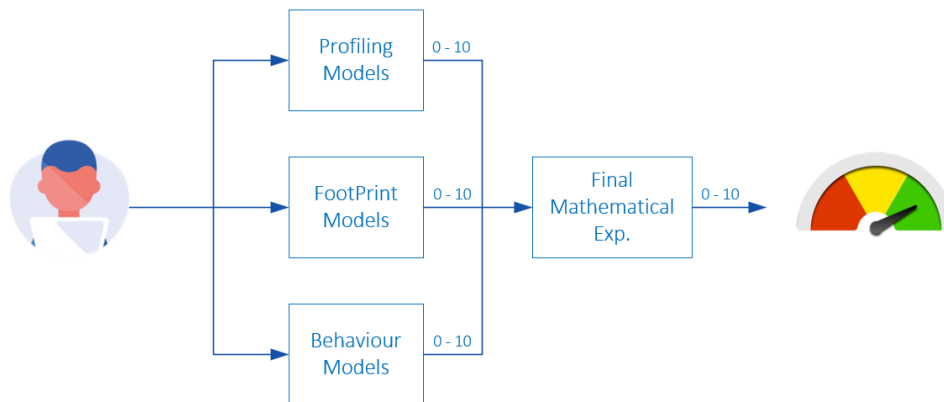 Profiling
Models
0 - 10
FootPrint
Models
0 - 10
Behaviour
Models
0 - 10
Final
Mathematical
Exp.
0 - 10